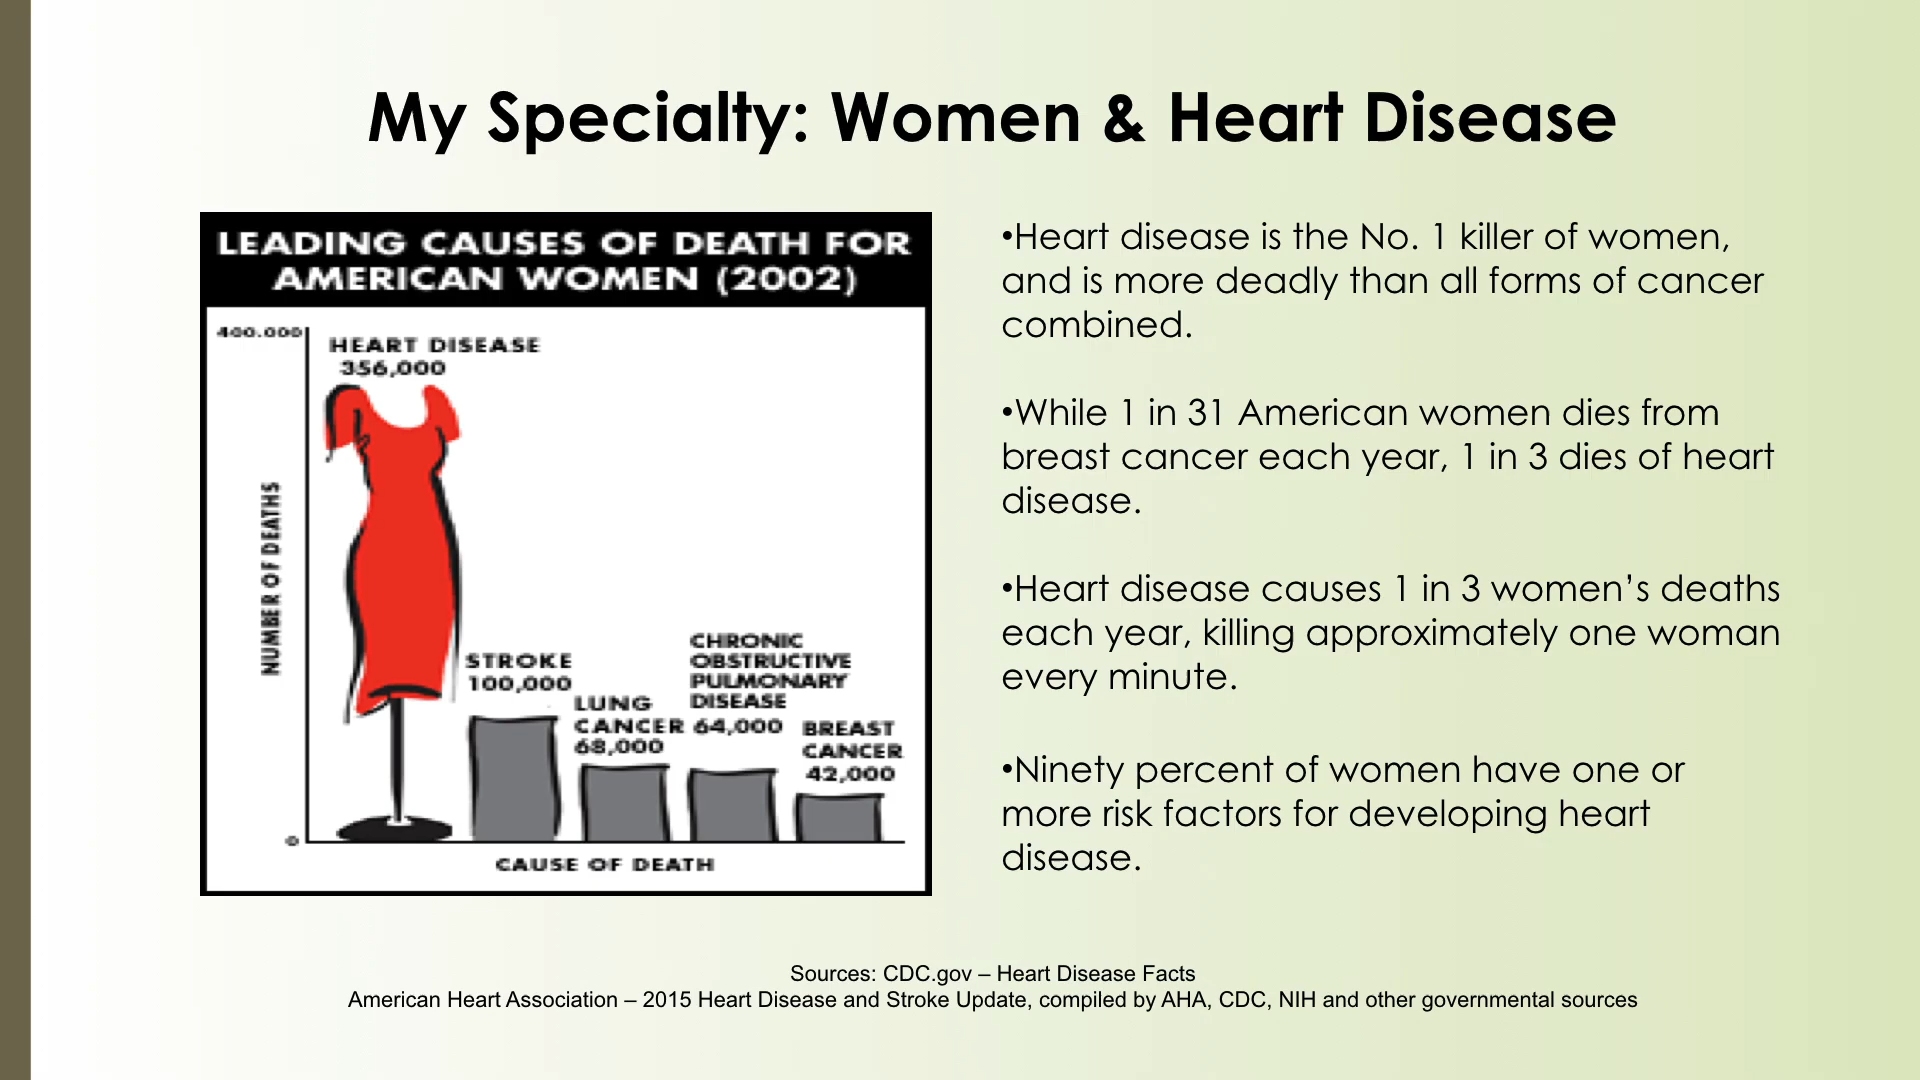 My Specialty: Women & Heart Disease
LEADING CAUSES OF DEATH FOR
AMERICAN WOMEN (2002)
400.000
HEART DISEASE
356,000
NUMBER OF DEATHS
STROKE
100,000
LUNG
CANCER
68,000
CHRONIC
OBSTRUCTIVE
PULMONARY
DISEASE
64,000
BREAST
CANCER
42,000
0
CAUSE OF DEATH
•Heart disease is the No. 1 killer of women,
and is more deadly than all forms of cancer
combined.
•While 1 in 31 American women dies from
breast cancer each year, 1 in 3 dies of heart
disease.
•Heart disease causes 1 in 3 women’s deaths
each year, killing approximately one woman
every minute.
•Ninety percent of women have one or
more risk factors for developing heart
disease.
Sources: CDC.gov – Heart Disease Facts
American Heart Association – 2015 Heart Disease and Stroke Update, compiled by AHA, CDC, NIH and other governmental sources